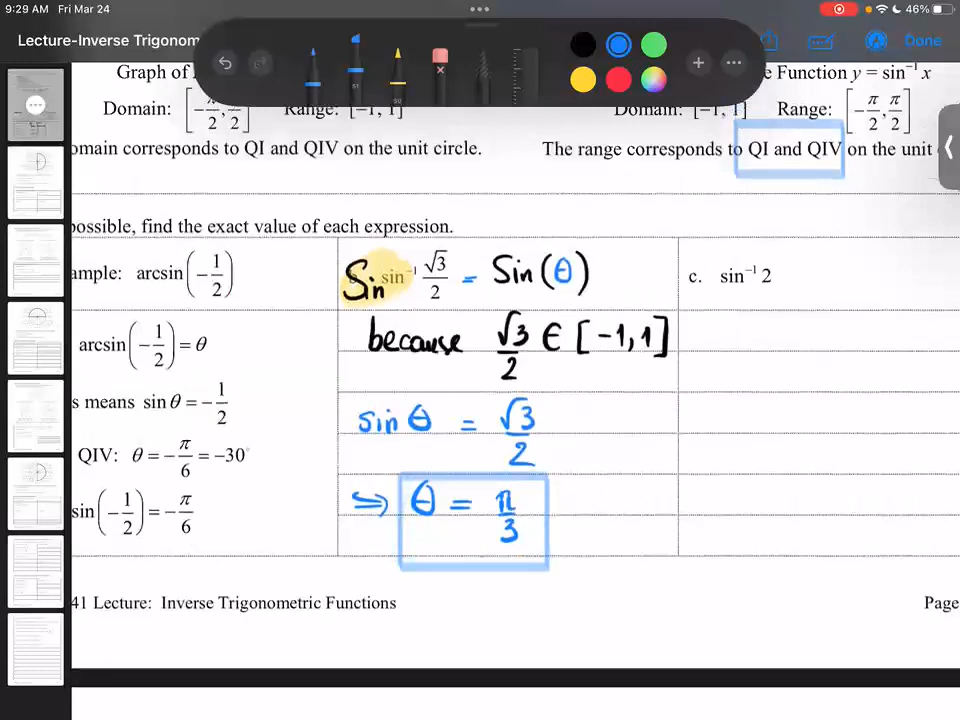 9:29 AM Fri Mar 24
46%
Lecture-Inverse Trigonom
Done
Graph of
e Function y = sin⁻¹ x
Domain: [-π/2, π/2] Range: [-1, 1]
Domain: [-1, 1] Range: [-π/2, π/2]
omain corresponds to QI and QIV on the unit circle.
The range corresponds to QI and QIV on the unit
possible, find the exact value of each expression.
ample: arcsin(-1/2)
Sin sin⁻¹ √3/2 = Sin(θ)
c. sin⁻¹ 2
arcsin(-1/2) = θ
because √3/2 ∈ [-1, 1]
s means sin θ = -1/2
sin θ = √3/2
QIV: θ = -π/6 = -30°
⇒ θ = π/3
sin(-1/2) = -π/6
41 Lecture: Inverse Trigonometric Functions
Page